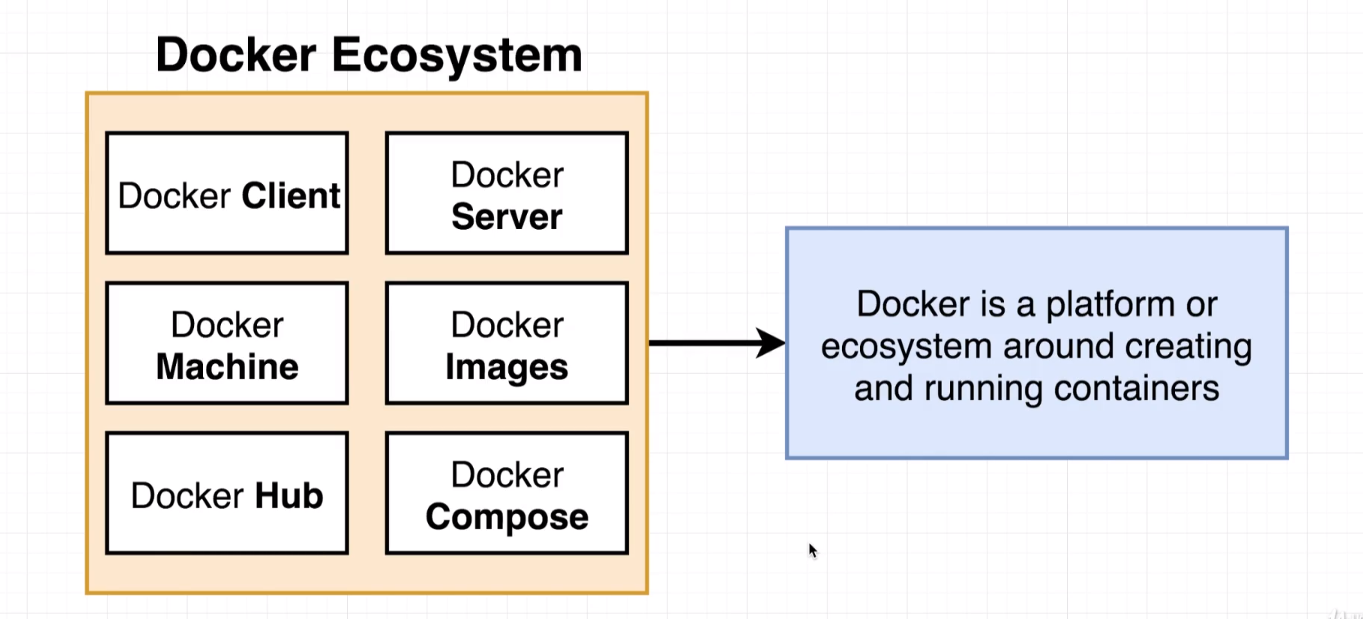 Docker Ecosystem
Docker Client
Docker
Server
Docker
Machine
Docker
Images
Docker Hub
Docker
Compose
Docker is a platform or
ecosystem around creating
and running containers